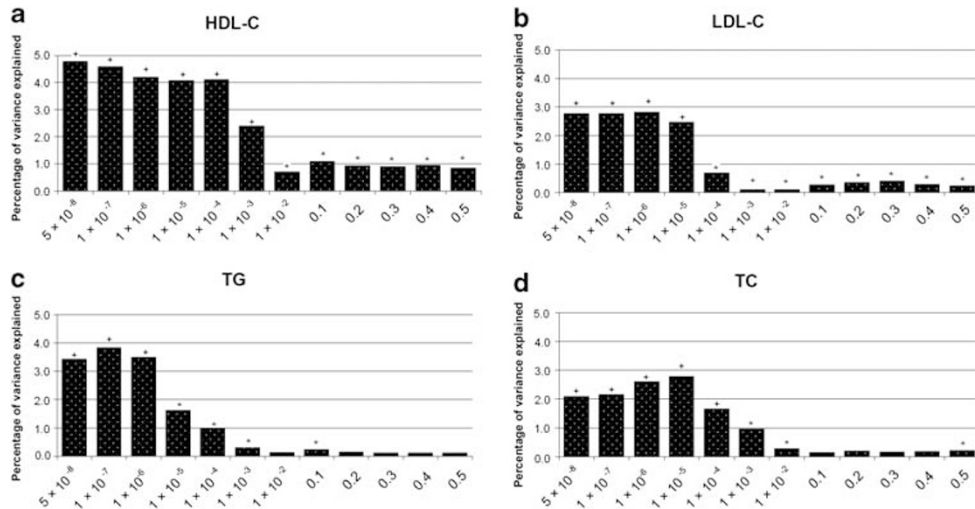 a
HDL-C
Percentage of variance explained
5.0
4.0
3.0
2.0
1.0
0.0
5 × 10⁻⁸
1 × 10⁻⁷
1 × 10⁶
1 × 10⁻⁵
1 × 10⁻⁴
1 × 10⁻³
1 × 10⁻²
0.1
0.2
0.3
0.4
0.5
b
LDL-C
Percentage of variance explained
5.0
4.0
3.0
2.0
1.0
0.0
5 × 10⁻⁸
1 × 10⁻⁷
1 × 10⁶
1 × 10⁻⁵
1 × 10⁻⁴
1 × 10⁻³
1 × 10⁻²
0.1
0.2
0.3
0.4
0.5
c
TG
Percentage of variance explained
5.0
4.0
3.0
2.0
1.0
0.0
5 × 10⁻⁸
1 × 10⁻⁷
1 × 10⁻⁶
1 × 10⁻⁵
1 × 10⁻⁴
1 × 10⁻³
1 × 10⁻²
0.1
0.2
0.3
0.4
0.5
d
TC
Percentage of variance explained
5.0
4.0
3.0
2.0
1.0
0.0
5 × 10⁻⁸
1 × 10⁻⁷
1 × 10⁻⁶
1 × 10⁻⁵
1 × 10⁻⁴
1 × 10⁻³
1 × 10⁻²
0.1
0.2
0.3
0.4
0.5